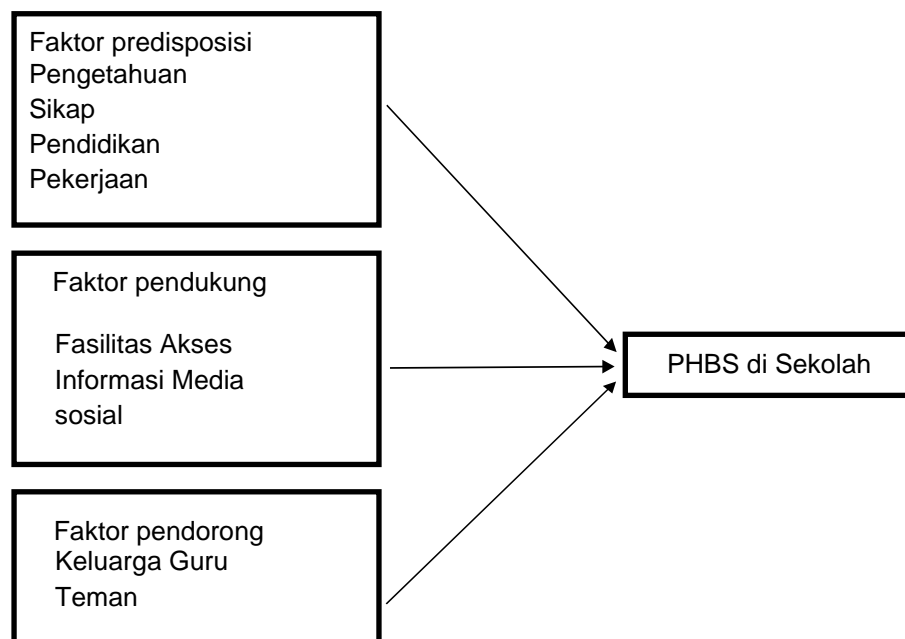 Faktor predisposisi
Pengetahuan
Sikap
Pendidikan
Pekerjaan
Faktor pendukung
Fasilitas Akses
Informasi Media
sosial
Faktor pendorong
Keluarga Guru
Teman
PHBS di Sekolah